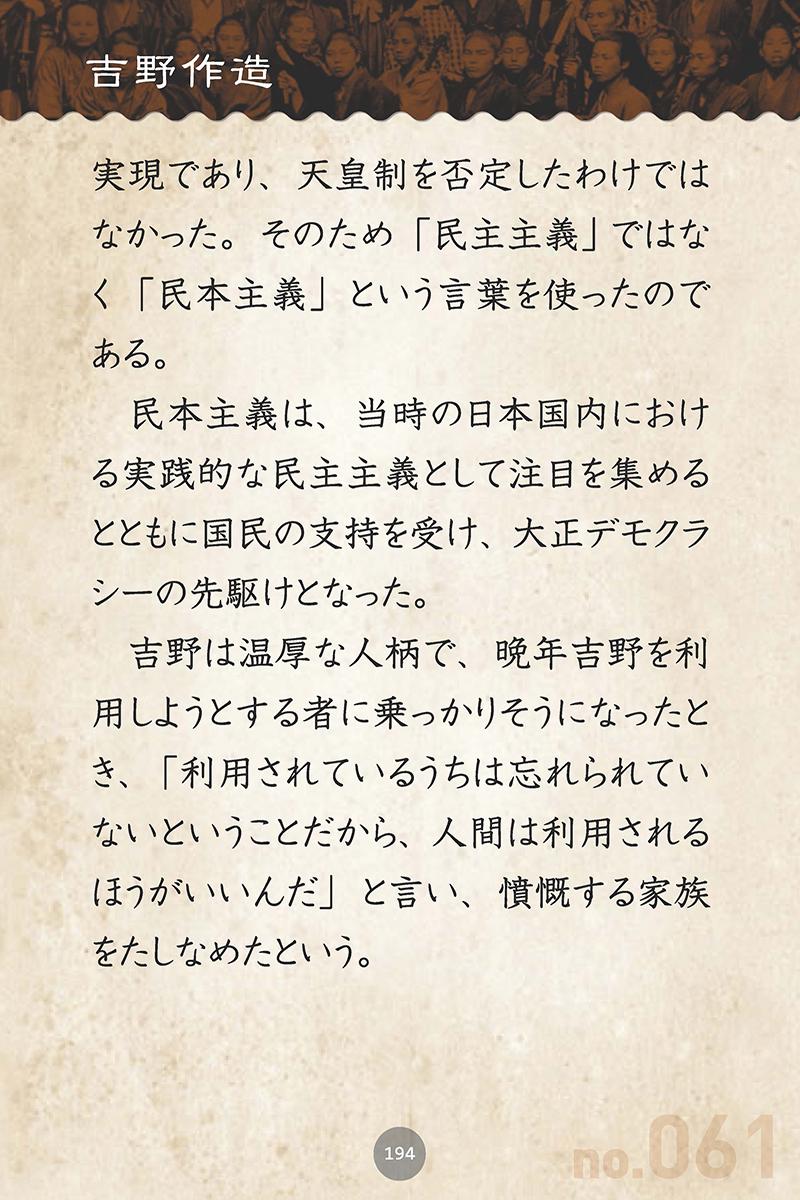 吉野作造
実現であり、天皇制を否定したわけでは
なかった。そのため「民主主義」ではな
く「民本主義」という言葉を使ったので
ある。
民本主義は、当時の日本国内におけ
る実践的な民主主義として注目を集める
とともに国民の支持を受け、大正デモクラ
シーの先駆けとなった。
吉野は温厚な人柄で、晩年吉野を利
用しようとする者に乗っかりそうになったと
き、「利用されているうちは忘れられてい
ないということだから、人間は利用される
ほうがいいんだ」と言い、憤慨する家族
をたしなめたという。
194
no.061